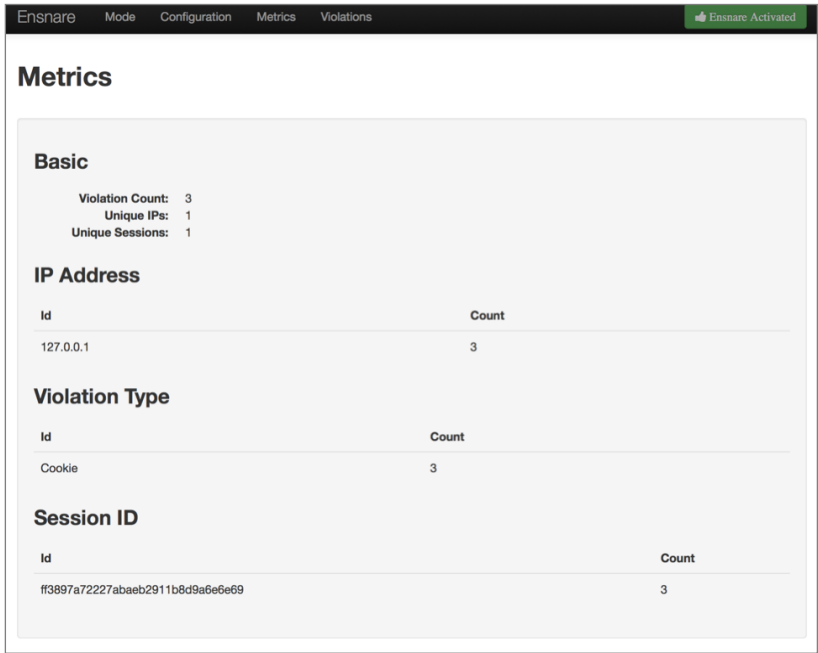 Ensnare Mode Configuration Metrics Violations Ensnare Activated
Metrics
Basic
Violation Count: 3
Unique IPs: 1
Unique Sessions: 1
IP Address
Id Count
127.0.0.1 3
Violation Type
Id Count
Cookie 3
Session ID
Id Count
ff3897a72227abaeb2911b8d9a6e6e69 3